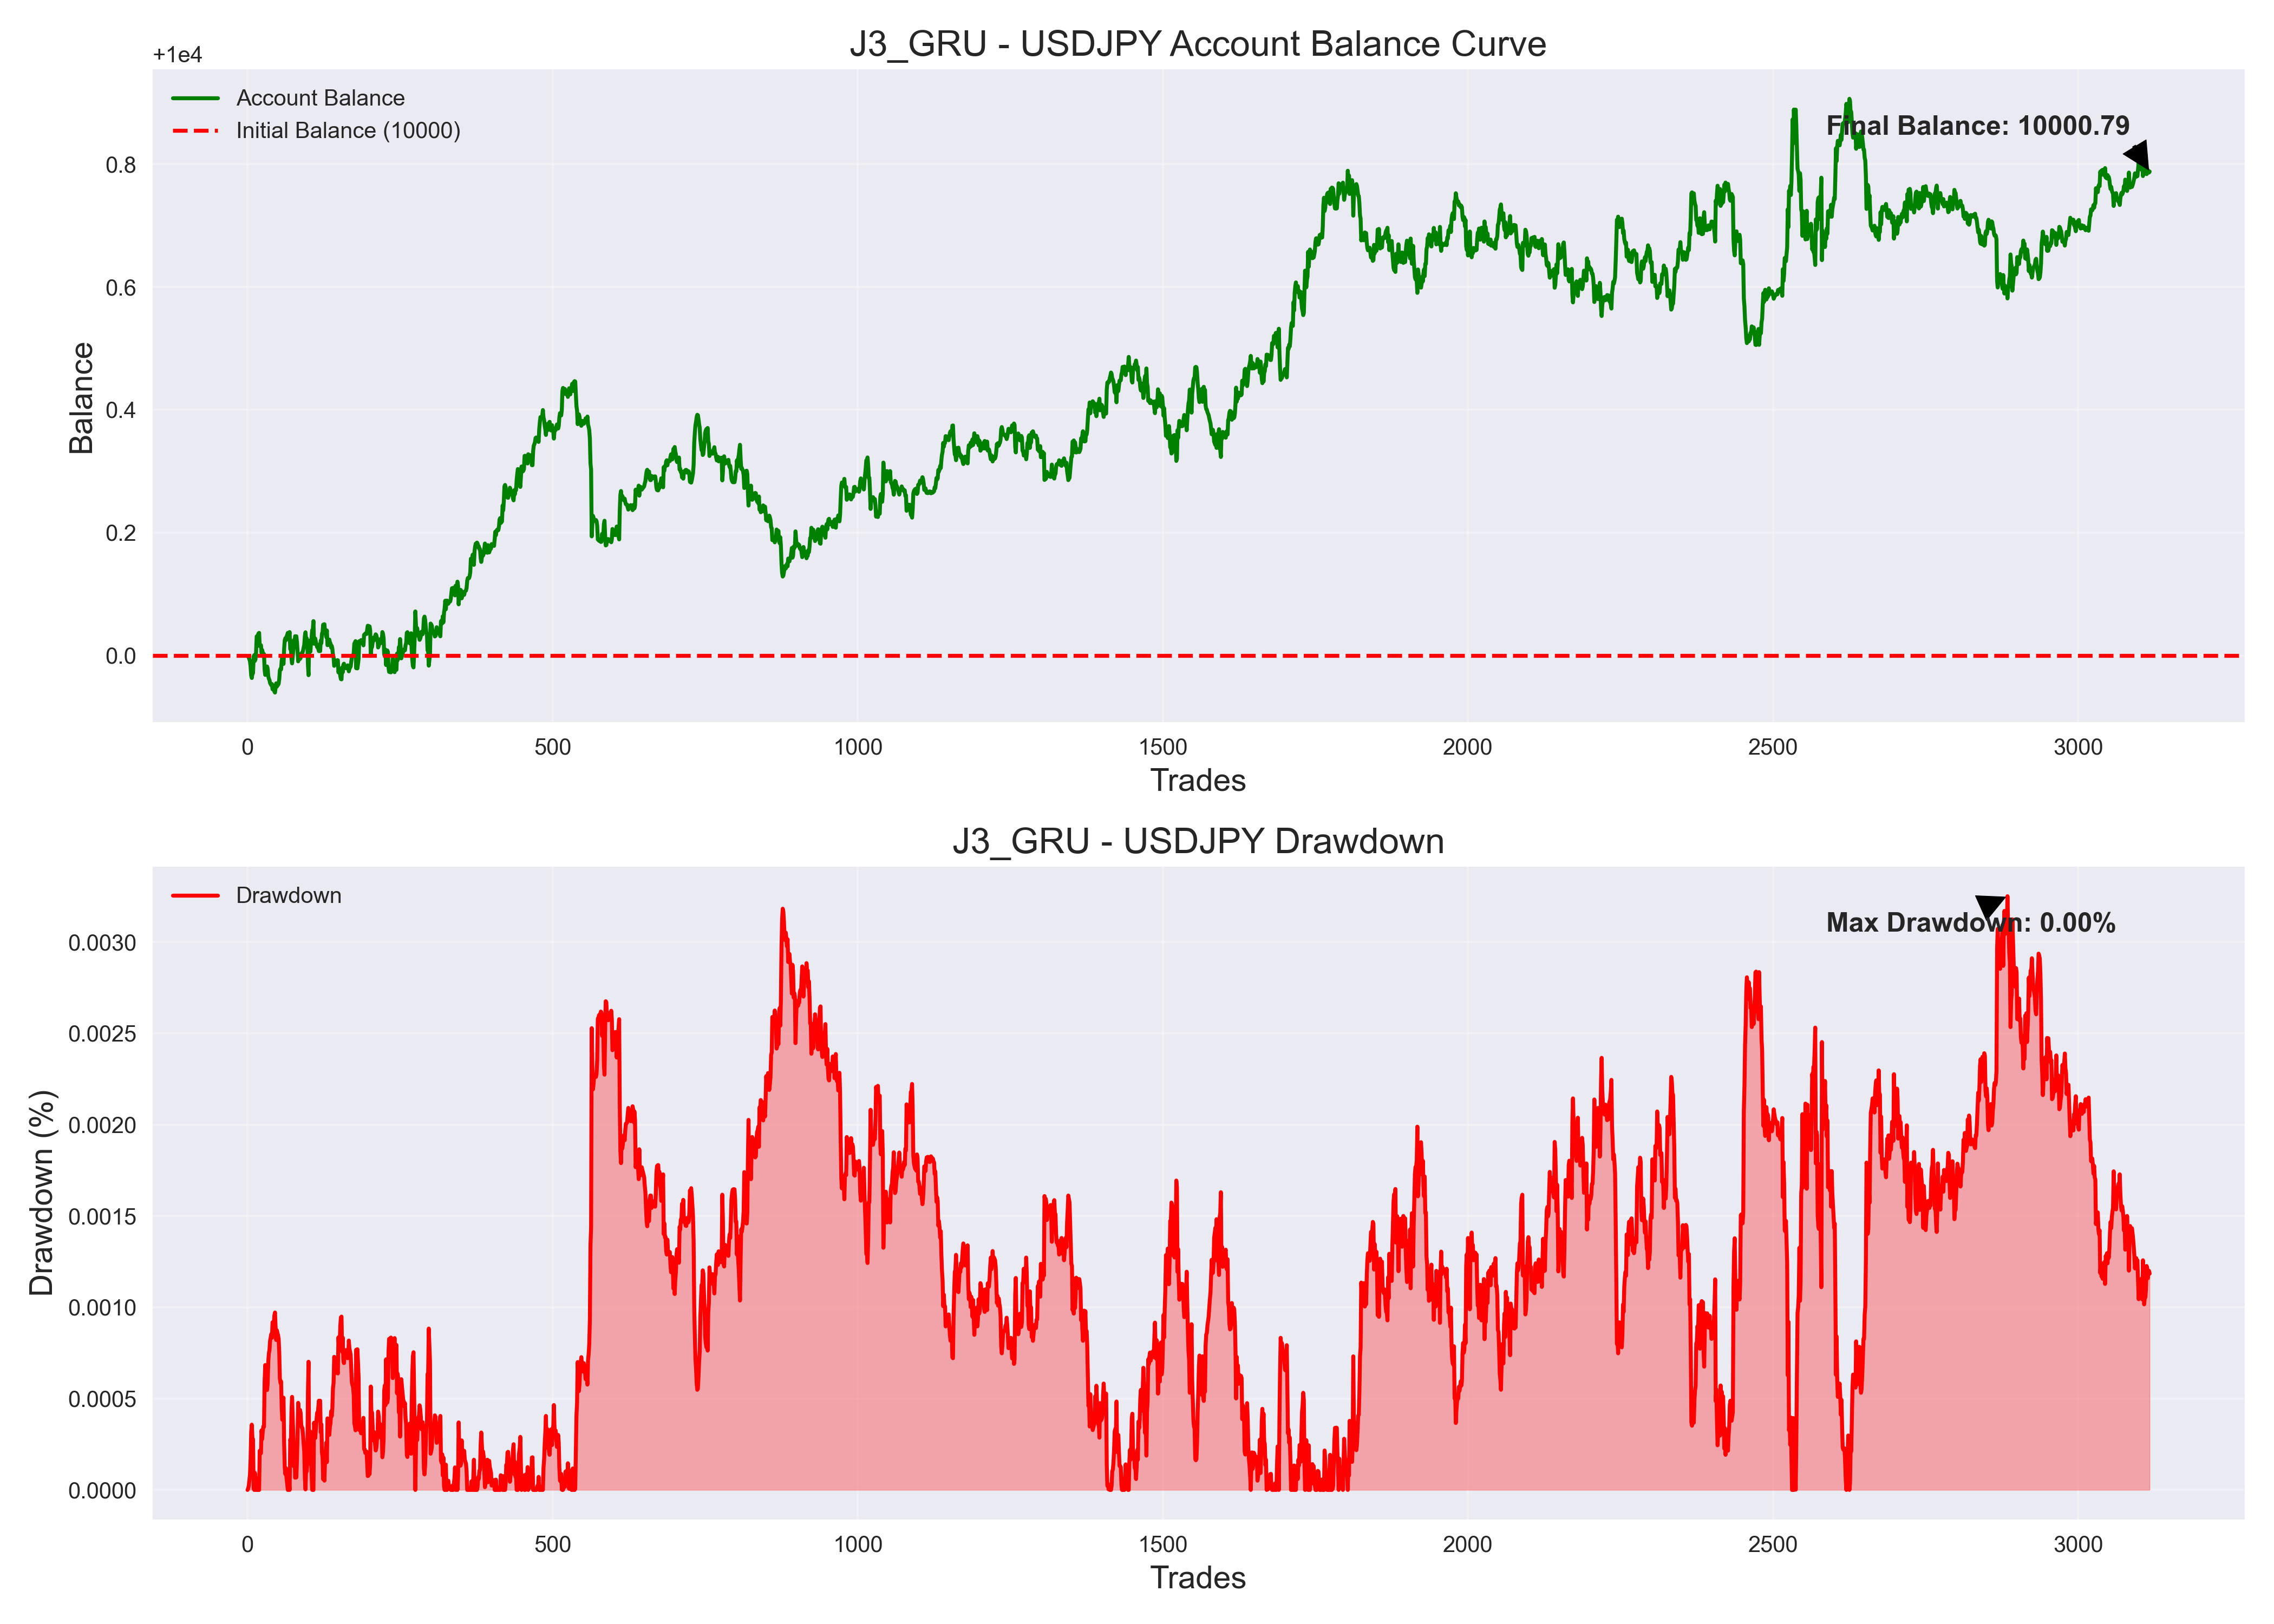 J3_GRU - USDJPY Account Balance Curve
+1e4
Account Balance
Initial Balance (10000)
Final Balance: 10000.79
0.8
0.6
0.4
0.2
0.0
Balance
0 500 1000 1500 2000 2500 3000
Trades
J3_GRU - USDJPY Drawdown
Drawdown
Max Drawdown: 0.00%
0.0030
0.0025
0.0020
0.0015
0.0010
0.0005
0.0000
Drawdown (%)
0 500 1000 1500 2000 2500 3000
Trades